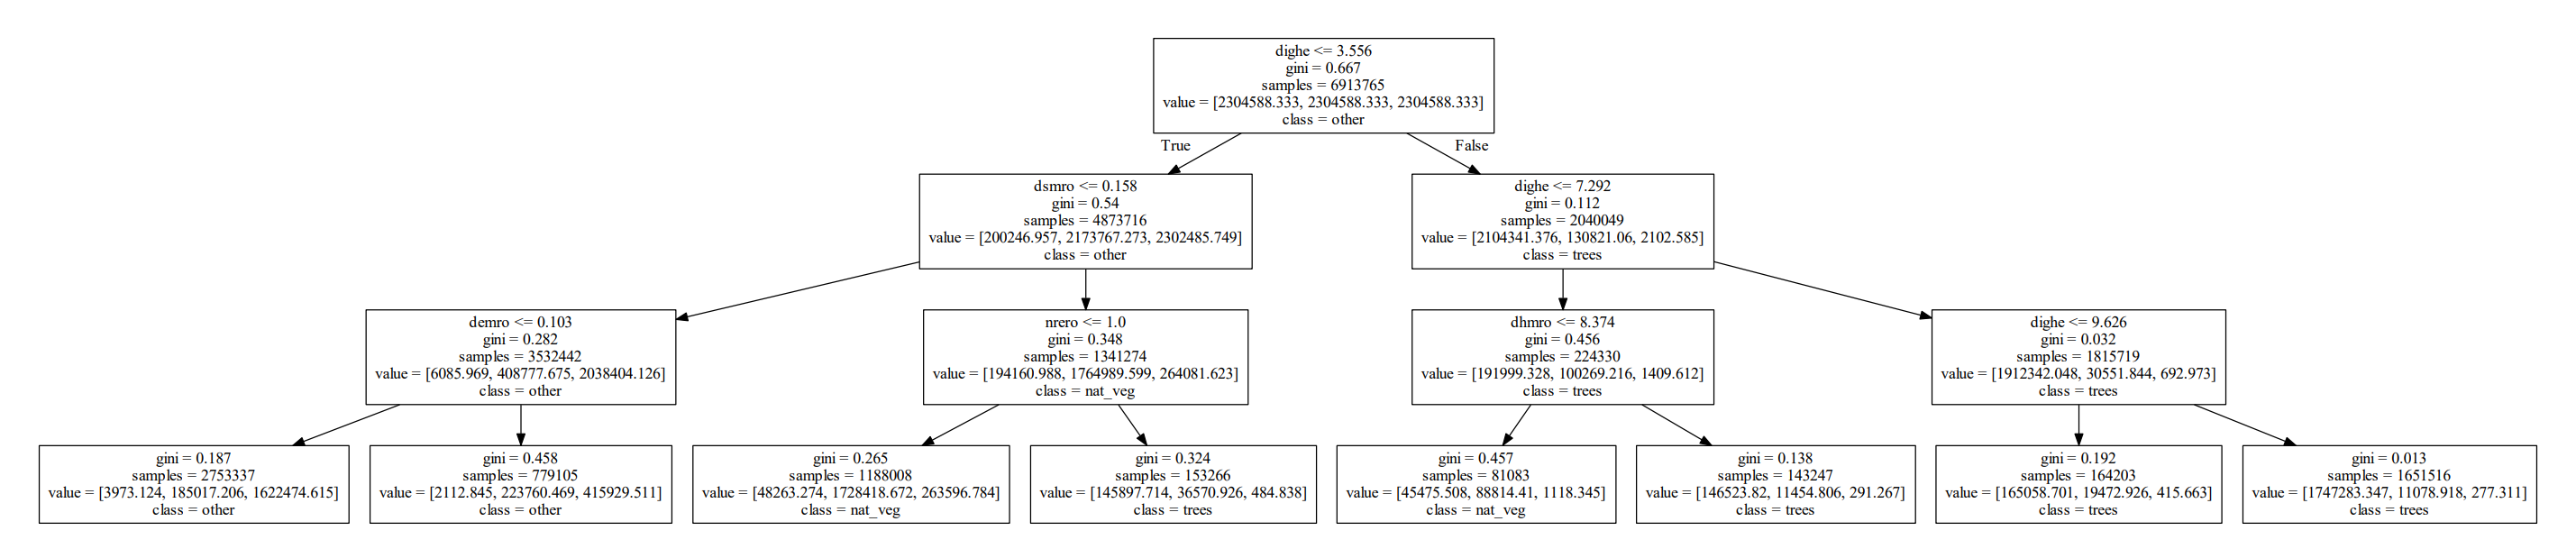 dighe <= 3.556
gini = 0.667
samples = 6913765
value = [2304588.333, 2304588.333, 2304588.333]
class = other
True
False
dsmro <= 0.158
gini = 0.54
samples = 4873716
value = [200246.957, 2173767.273, 2302485.749]
class = other
dighe <= 7.292
gini = 0.112
samples = 2040049
value = [2104341.376, 130821.06, 2102.585]
class = trees
demro <= 0.103
gini = 0.282
samples = 3532442
value = [6085.969, 408777.675, 2038404.126]
class = other
nrero <= 1.0
gini = 0.348
samples = 1341274
value = [194160.988, 1764989.599, 264081.623]
class = nat_veg
dhmro <= 8.374
gini = 0.456
samples = 224330
value = [191999.328, 100269.216, 1409.612]
class = trees
dighe <= 9.626
gini = 0.032
samples = 1815719
value = [1912342.048, 30551.844, 692.973]
class = trees
gini = 0.187
samples = 2753337
value = [3973.124, 185017.206, 1622474.615]
class = other
gini = 0.458
samples = 779105
value = [2112.845, 223760.469, 415929.511]
class = other
gini = 0.265
samples = 1188008
value = [48263.274, 1728418.672, 263596.784]
class = nat_veg
gini = 0.324
samples = 153266
value = [145897.714, 36570.926, 484.838]
class = trees
gini = 0.457
samples = 81083
value = [45475.508, 88814.41, 1118.345]
class = nat_veg
gini = 0.138
samples = 143247
value = [146523.82, 11454.806, 291.267]
class = trees
gini = 0.192
samples = 164203
value = [165058.701, 19472.926, 415.663]
class = trees
gini = 0.013
samples = 1651516
value = [1747283.347, 11078.918, 277.311]
class = trees